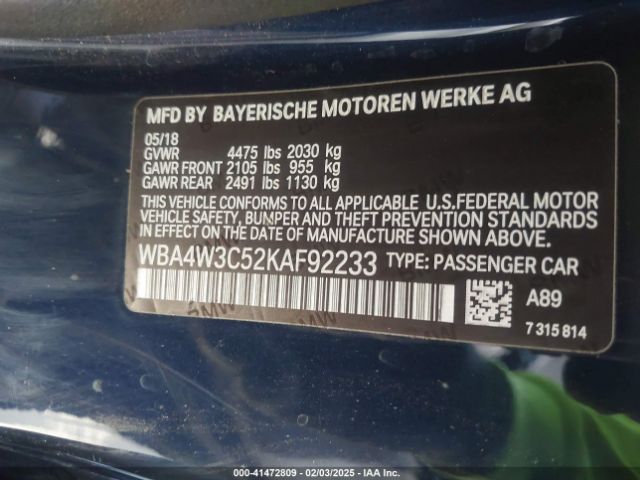 MFD BY BAYERISCHE MOTOREN WERKE AG
05/18
GVWR 4475 lbs 2030 kg
GAWR FRONT 2105 lbs 955 kg
GAWR REAR 2491 lbs 1130 kg
THIS VEHICLE CONFORMS TO ALL APPLICABLE U.S.FEDERAL MOTOR
VEHICLE SAFETY, BUMPER AND THEFT PREVENTION STANDARDS
IN EFFECT ON THE DATE OF MANUFACTURE SHOWN ABOVE.
WBA4W3C52KAF92233 TYPE: PASSENGER CAR
A89
7 315 814
000-41472809 - 02/03/2025 - IAA Inc.